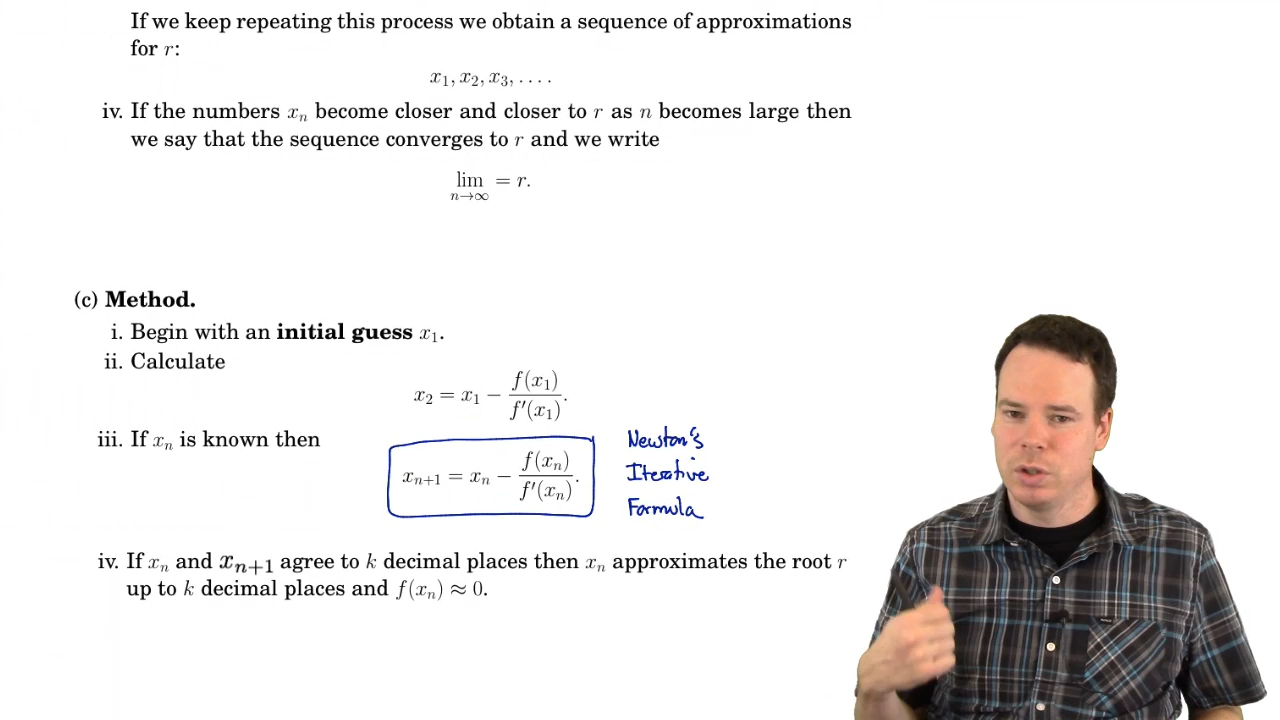 If we keep repeating this process we obtain a sequence of approximations
for r:
x₁, x₂, x₃, . . . .
iv. If the numbers xₙ become closer and closer to r as n becomes large then
we say that the sequence converges to r and we write
lim = r.
n→∞
(c) Method.
i. Begin with an initial guess x₁.
ii. Calculate
x₂ = x₁ − f(x₁)/f′(x₁).
iii. If xₙ is known then
xₙ₊₁ = xₙ − f(xₙ)/f′(xₙ).
Newton's
Iterative
Formula
iv. If xₙ and xₙ₊₁ agree to k decimal places then xₙ approximates the root r
up to k decimal places and f(xₙ) ≈ 0.